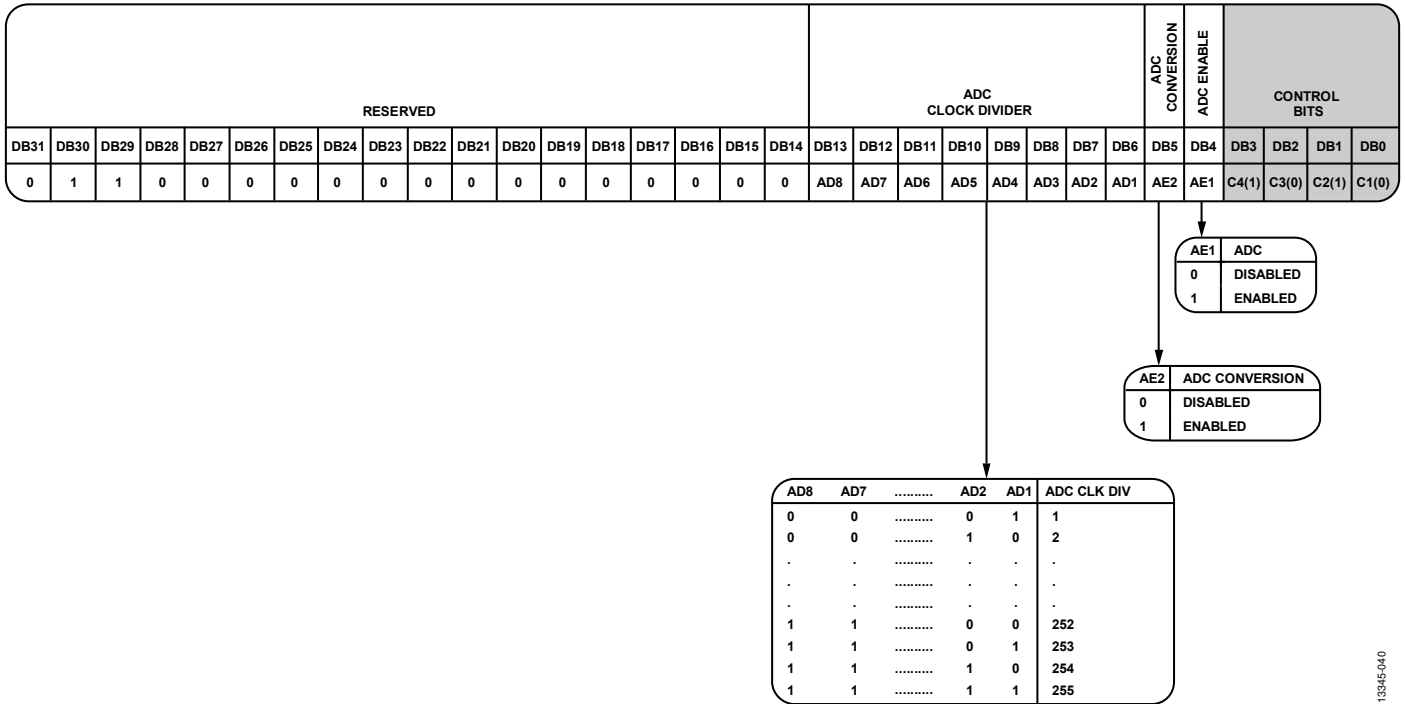 RESERVED
ADC
CLOCK DIVIDER
ADC
CONVERSION
ADC ENABLE
CONTROL
BITS
DB31 DB30 DB29 DB28 DB27 DB26 DB25 DB24 DB23 DB22 DB21 DB20 DB19 DB18 DB17 DB16 DB15 DB14 DB13 DB12 DB11 DB10 DB9 DB8 DB7 DB6 DB5 DB4 DB3 DB2 DB1 DB0
0 1 1 0 0 0 0 0 0 0 0 0 0 0 0 0 0 0 AD8 AD7 AD6 AD5 AD4 AD3 AD2 AD1 AE2 AE1 C4(1) C3(0) C2(1) C1(0)
AE1 ADC
0 DISABLED
1 ENABLED
AE2 ADC CONVERSION
0 DISABLED
1 ENABLED
AD8 AD7 .......... AD2 AD1 ADC CLK DIV
0 0 .......... 0 1 1
0 0 .......... 1 0 2
. . .......... . . .
. . .......... . . .
. . .......... . . .
1 1 .......... 0 0 252
1 1 .......... 0 1 253
1 1 .......... 1 0 254
1 1 .......... 1 1 255
13345-040